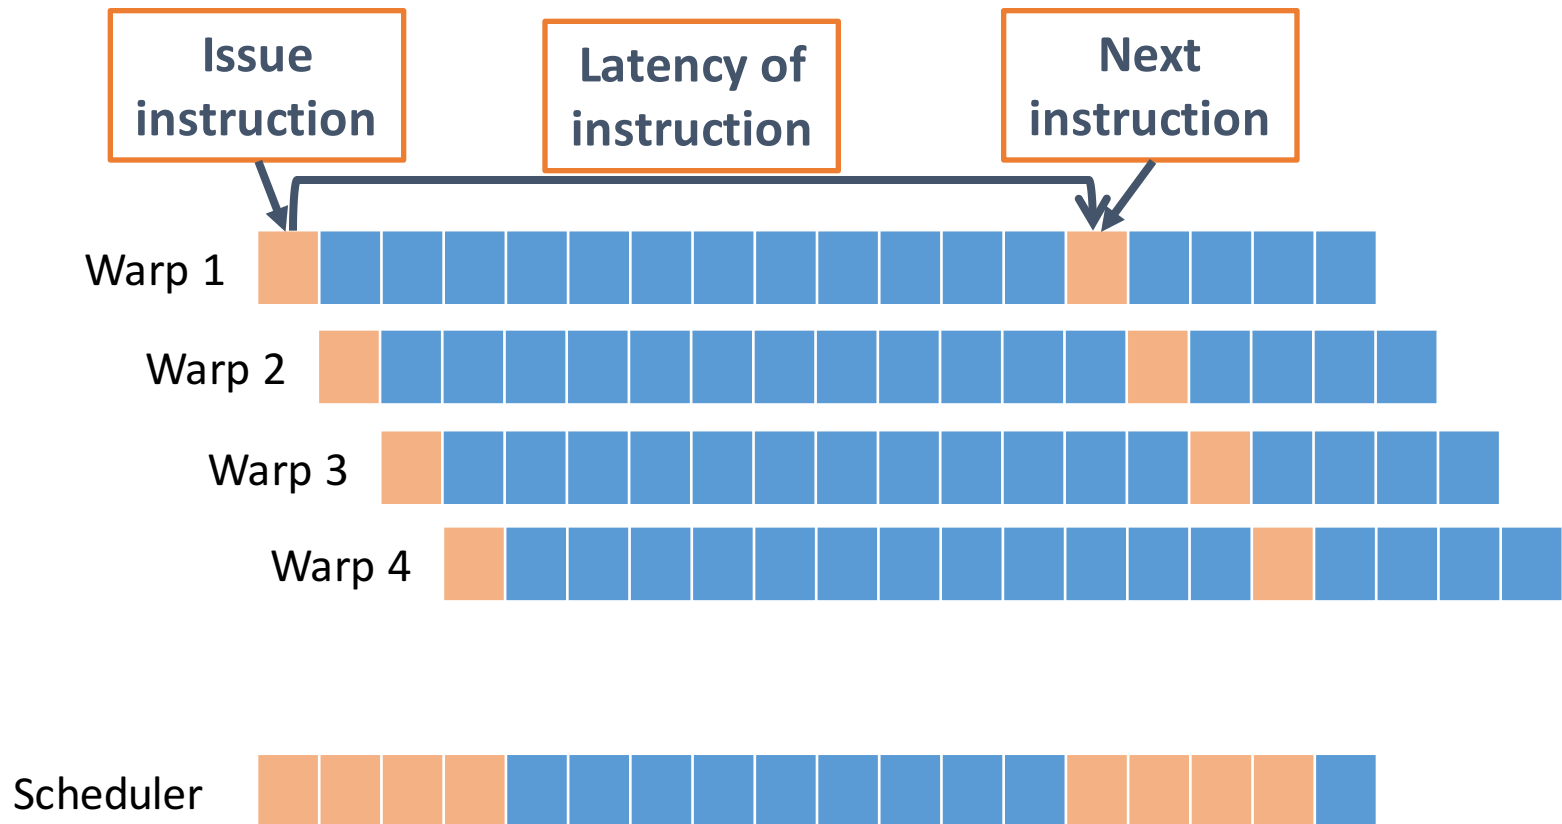 Issue
instruction
Latency of
instruction
Next
instruction
Warp 1
Warp 2
Warp 3
Warp 4
Scheduler